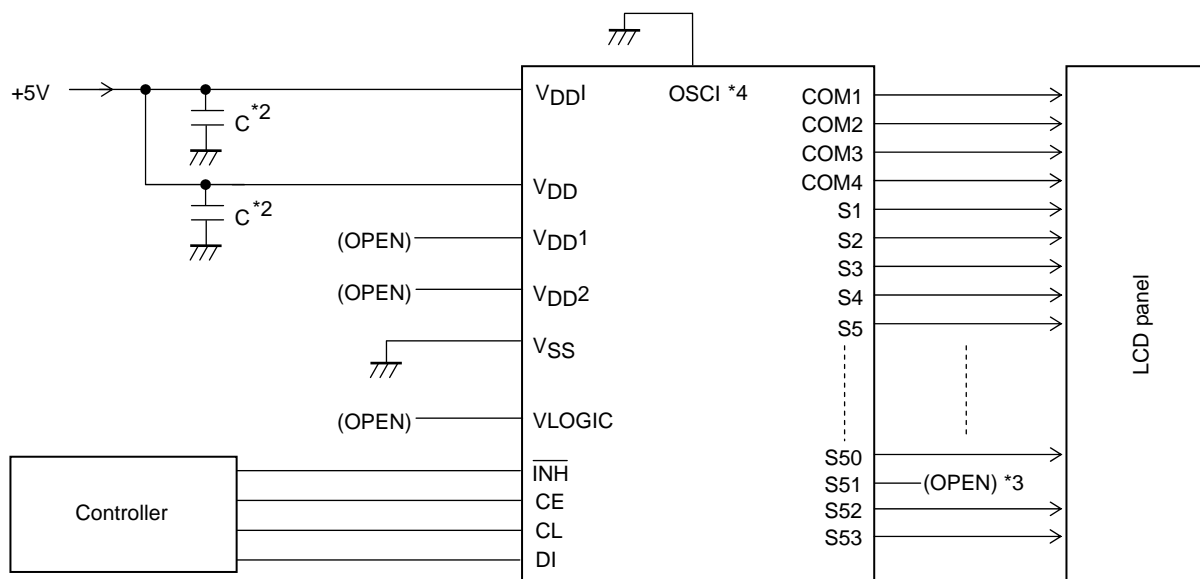 +5V
C*2
C*2
(OPEN)
(OPEN)
(OPEN)
Controller
VDDI
VDD
VDD1
VDD2
VSS
VLOGIC
INH
CE
CL
DI
OSCI *4
COM1
COM2
COM3
COM4
S1
S2
S3
S4
S5
S50
S51
S52
S53
(OPEN) *3
LCD panel